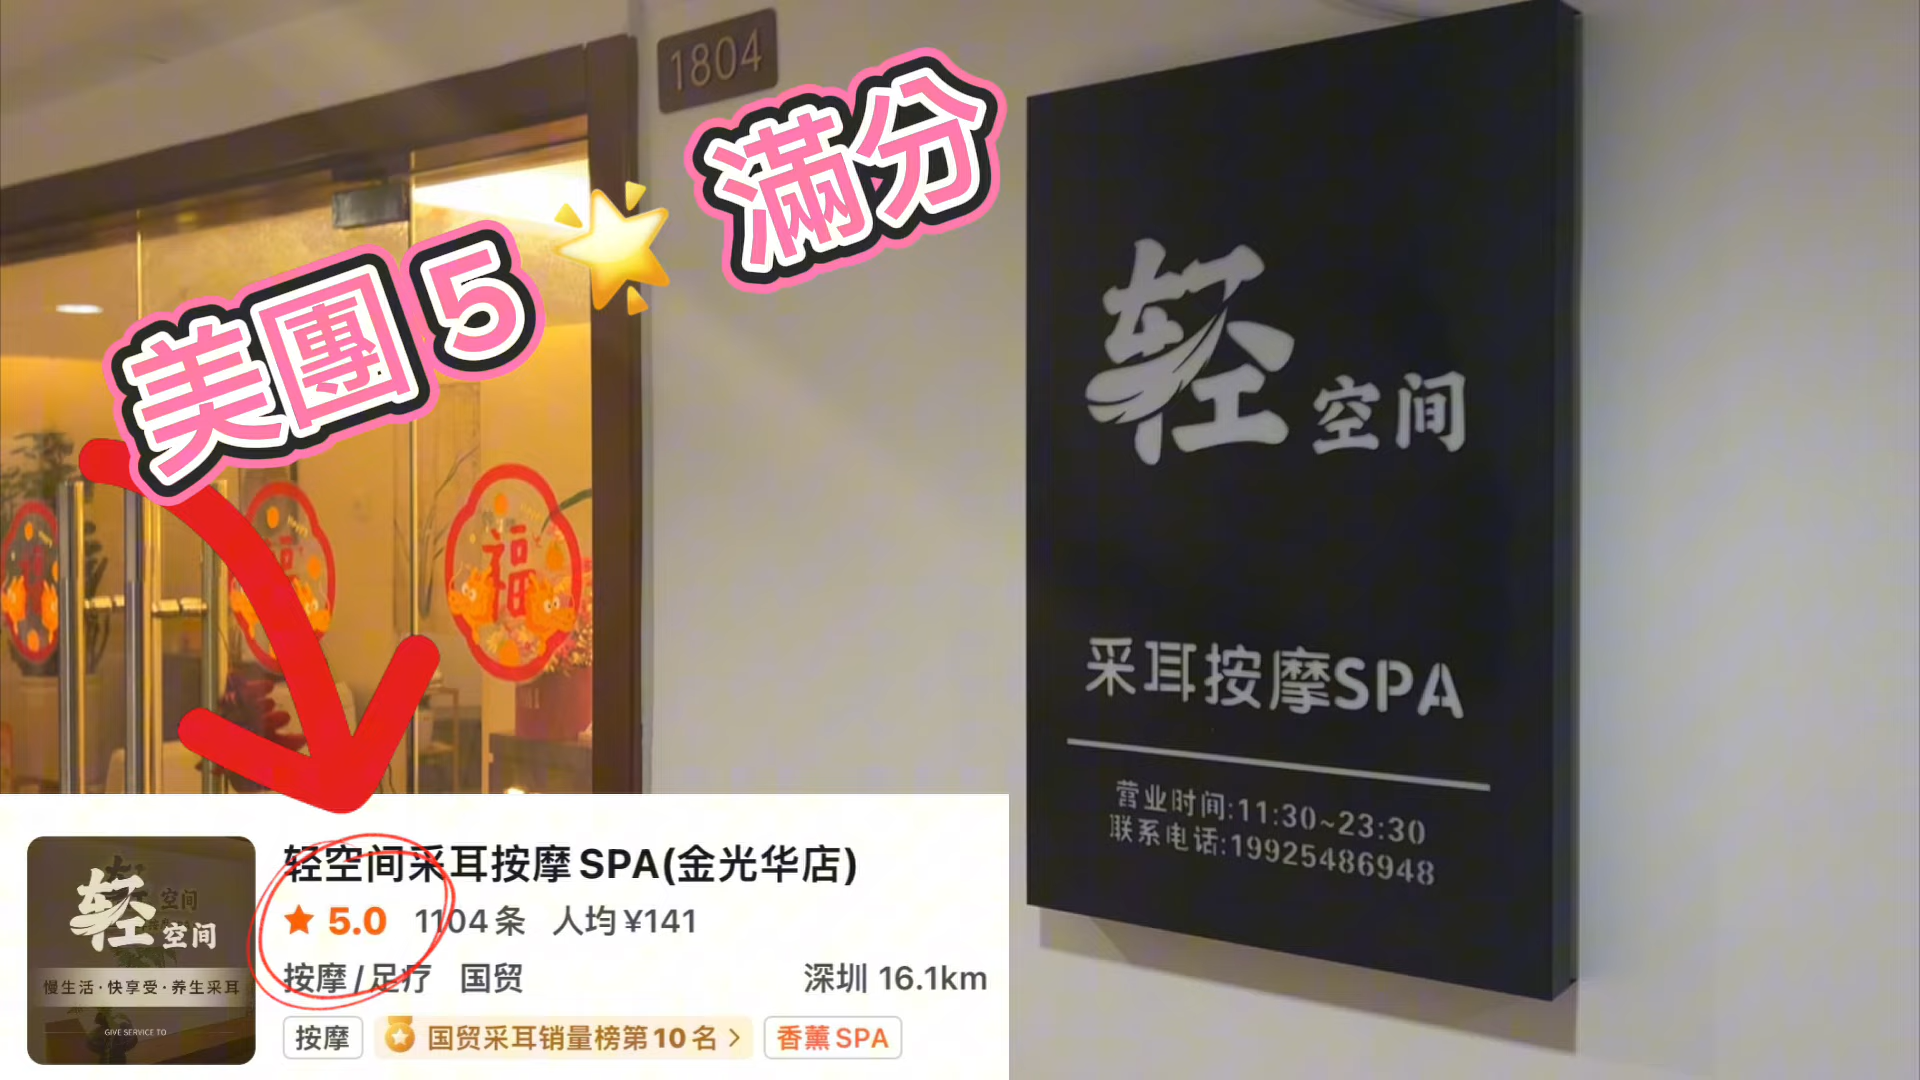 1804
美團5🌟滿分
福
轻空间
采耳按摩SPA
营业时间:11:30~23:30
联系电话:19925486948
轻空间采耳按摩SPA(金光华店)
5.0 1104条 人均¥141
按摩/足疗 国贸 深圳 16.1km
按摩 国贸采耳销量榜第10名 > 香薰SPA
轻空间
慢生活·快享受·养生采耳
GIVE SERVICE TO